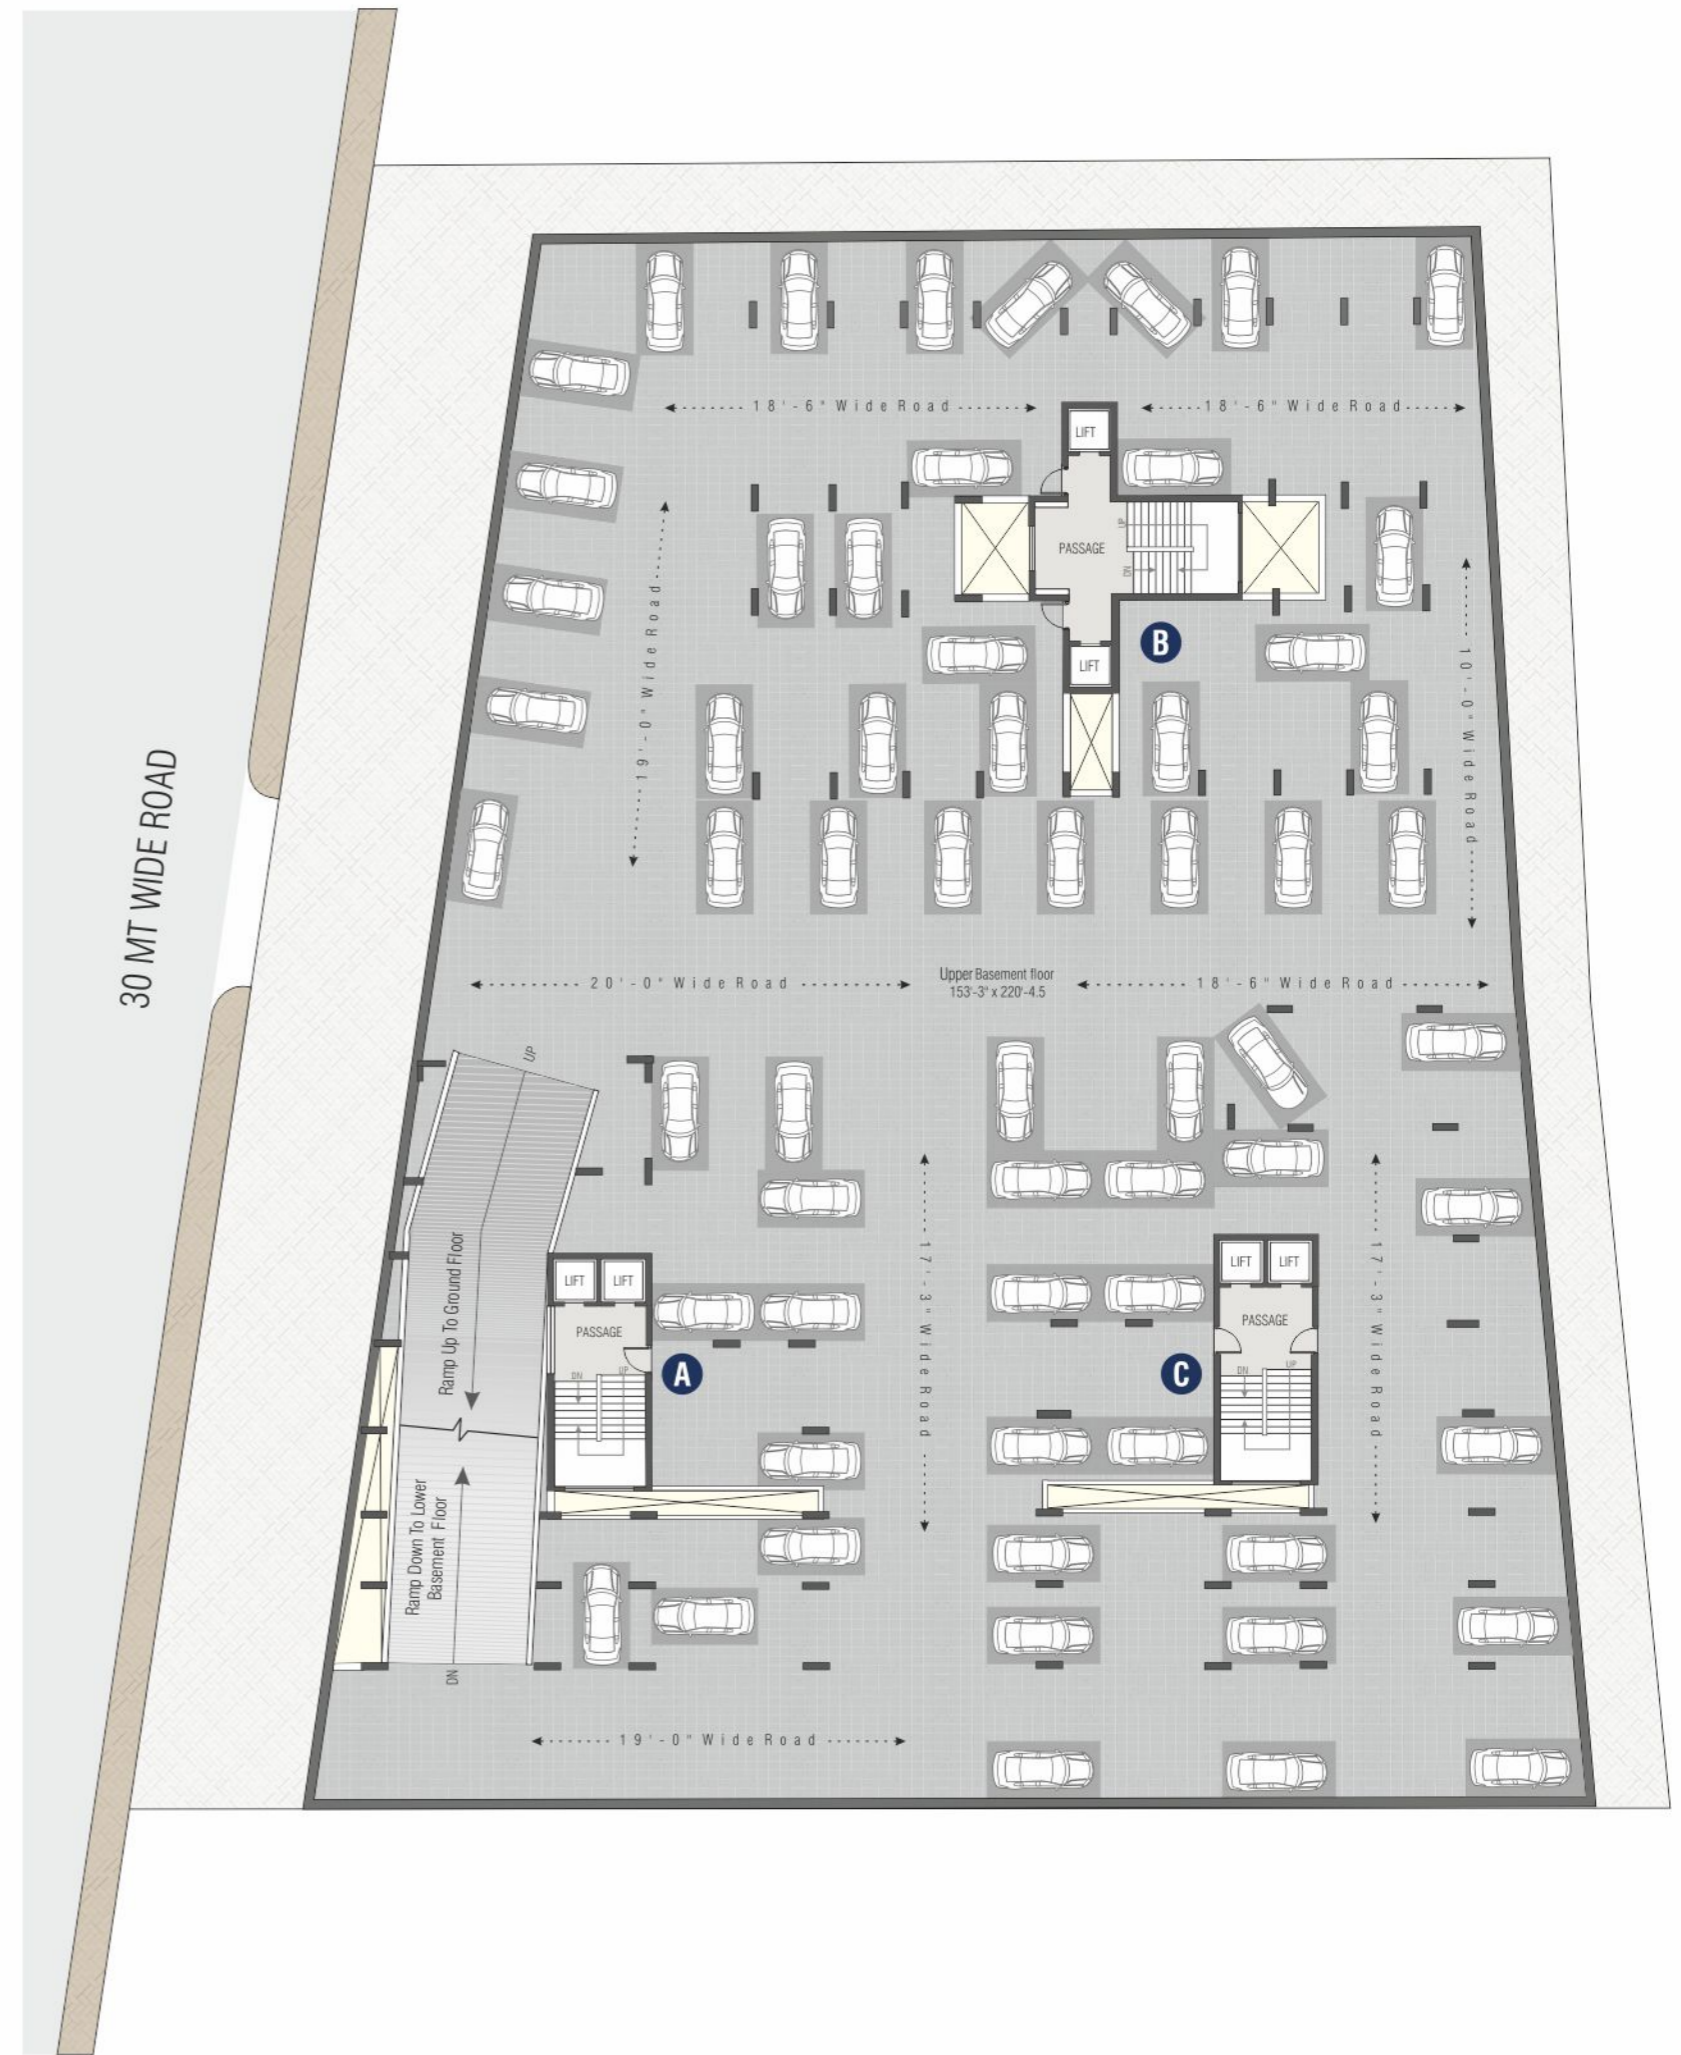 18'-6" Wide Road
18'-6" Wide Road
LIFT
UP
PASSAGE
DN
B
LIFT
19'-0" Wide Road
10'-0" Wide Road
30 MT WIDE ROAD
20'-0" Wide Road
Upper Basement floor
153'-3" x 220'-4.5
18'-6" Wide Road
UP
Ramp Up To Ground Floor
LIFT
LIFT
PASSAGE
DN
UP
A
17'-3" Wide Road
LIFT
LIFT
PASSAGE
DN
UP
C
17'-3" Wide Road
Ramp Down To Lower
Basement Floor
DN
19'-0" Wide Road